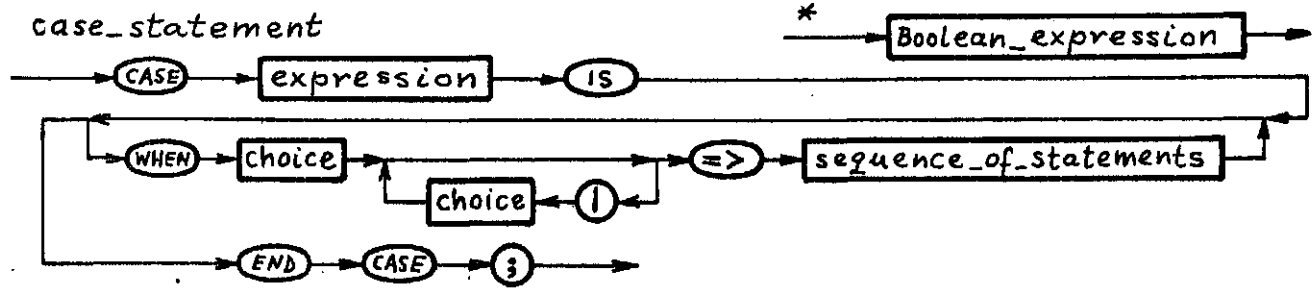 case_statement
* Boolean_expression
CASE expression IS
WHEN choice => sequence_of_statements
choice |
END CASE ;